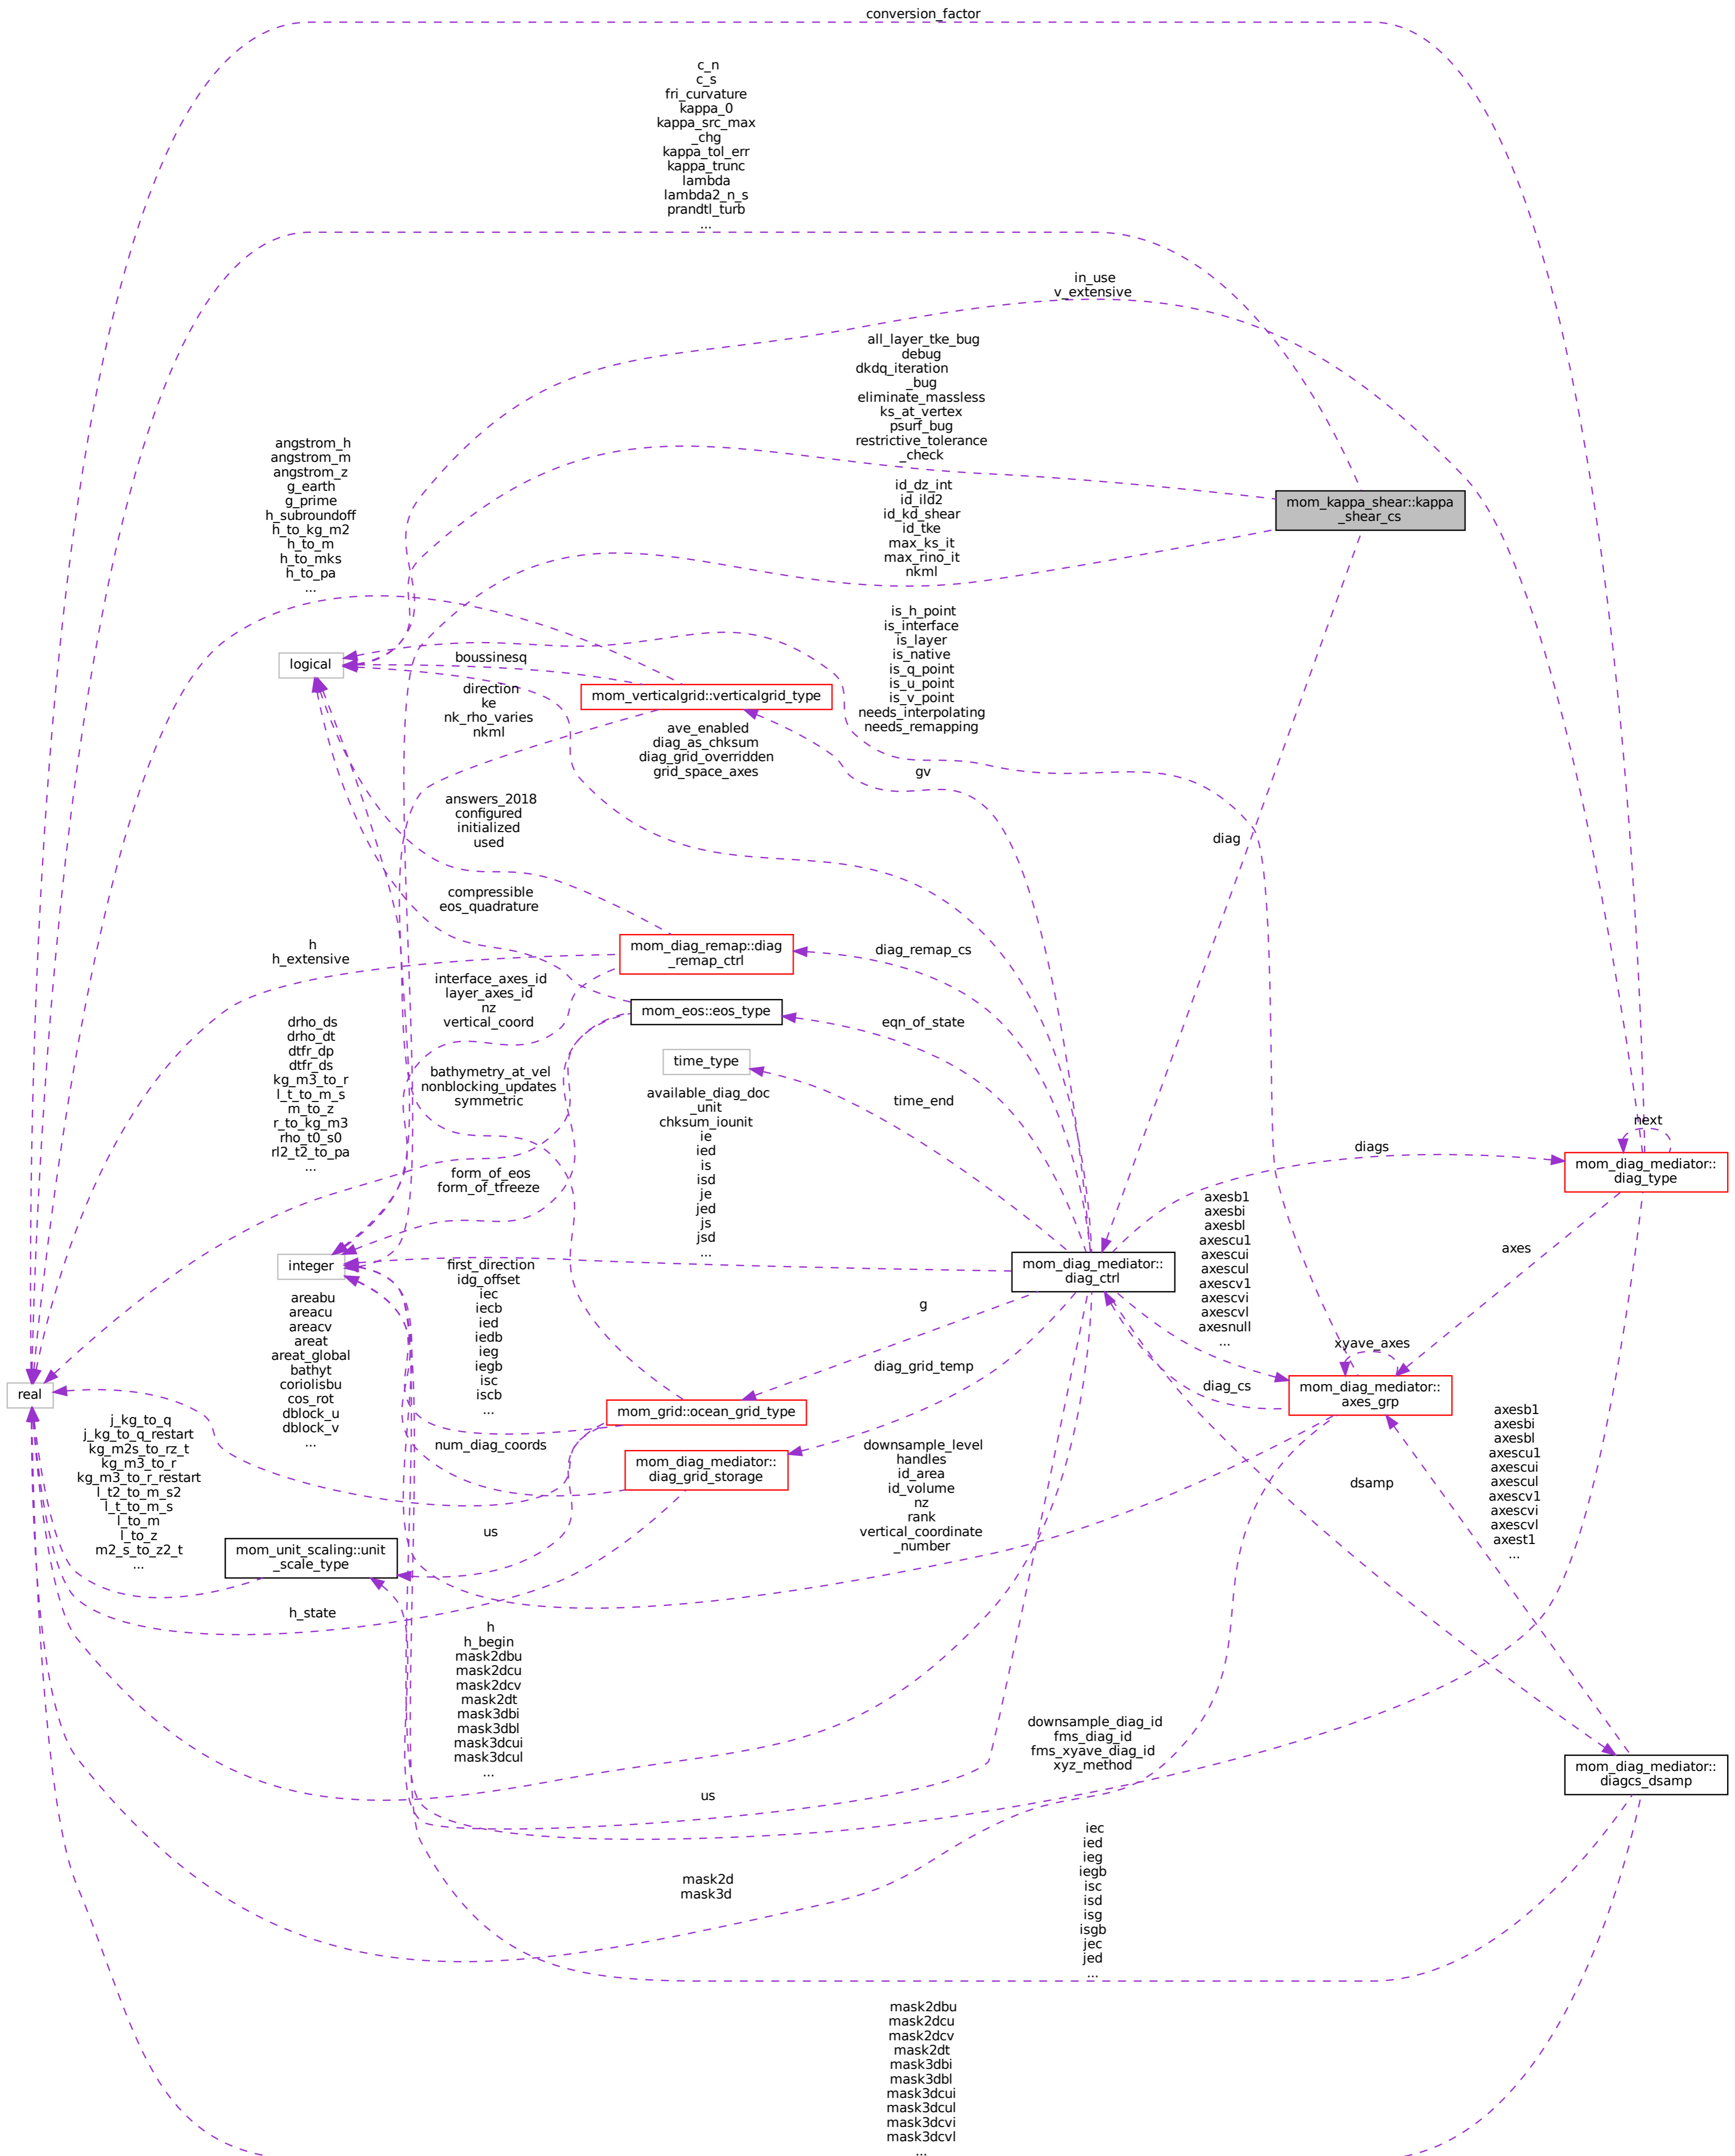 conversion_factor
c_n
c_s
fri_curvature
kappa_0
kappa_src_max
_chg
kappa_tol_err
kappa_trunc
lambda
lambda2_n_s
prandtl_turb
...
in_use
v_extensive
all_layer_tke_bug
debug
dkdq_iteration
_bug
eliminate_massless
ks_at_vertex
psurf_bug
restrictive_tolerance
_check
angstrom_h
angstrom_m
angstrom_z
g_earth
g_prime
h_subroundoff
h_to_kg_m2
h_to_m
h_to_mks
h_to_pa
...
id_dz_int
id_ild2
id_kd_shear
id_tke
max_ks_it
max_rino_it
nkml
mom_kappa_shear::kappa
_shear_cs
is_h_point
is_interface
is_layer
is_native
is_q_point
is_u_point
is_v_point
needs_interpolating
needs_remapping
logical
boussinesq
mom_verticalgrid::verticalgrid_type
direction
ke
nk_rho_varies
nkml
ave_enabled
diag_as_chksum
diag_grid_overridden
grid_space_axes
gv
answers_2018
configured
initialized
used
diag
compressible
eos_quadrature
h
h_extensive
mom_diag_remap::diag
_remap_ctrl
diag_remap_cs
interface_axes_id
layer_axes_id
nz
vertical_coord
mom_eos::eos_type
eqn_of_state
drho_ds
drho_dt
dtfr_dp
dtfr_ds
kg_m3_to_r
l_t_to_m_s
m_to_z
r_to_kg_m3
rho_t0_s0
rl2_t2_to_pa
...
time_type
bathymetry_at_vel
nonblocking_updates
symmetric
available_diag_doc
_unit
chksum_iounit
ie
ied
is
isd
je
jed
js
jsd
...
time_end
next
diags
mom_diag_mediator::
diag_type
form_of_eos
form_of_tfreeze
axesb1
axesbi
axesbl
axescu1
axescui
axescul
axescv1
axescvi
axescvl
axesnull
...
axes
integer
first_direction
idg_offset
iec
iecb
ied
iedb
ieg
iegb
isc
iscb
...
mom_diag_mediator::
diag_ctrl
areabu
areacu
areacv
areat
areat_global
bathyt
coriolisbu
cos_rot
dblock_u
dblock_v
...
g
xyave_axes
diag_grid_temp
real
diag_cs
mom_diag_mediator::
axes_grp
mom_grid::ocean_grid_type
j_kg_to_q
j_kg_to_q_restart
kg_m2s_to_rz_t
kg_m3_to_r
kg_m3_to_r_restart
l_t2_to_m_s2
l_t_to_m_s
l_to_m
l_to_z
m2_s_to_z2_t
...
num_diag_coords
mom_diag_mediator::
diag_grid_storage
downsample_level
handles
id_area
id_volume
nz
rank
vertical_coordinate
_number
dsamp
axesb1
axesbi
axesbl
axescu1
axescui
axescul
axescv1
axescvi
axescvl
axest1
...
us
mom_unit_scaling::unit
_scale_type
h_state
h
h_begin
mask2dbu
mask2dcu
mask2dcv
mask2dt
mask3dbi
mask3dbl
mask3dcui
mask3dcul
...
downsample_diag_id
fms_diag_id
fms_xyave_diag_id
xyz_method
mom_diag_mediator::
diagcs_dsamp
us
iec
ied
ieg
iegb
isc
isd
isg
isgb
jec
jed
...
mask2d
mask3d
mask2dbu
mask2dcu
mask2dcv
mask2dt
mask3dbi
mask3dbl
mask3dcui
mask3dcul
mask3dcvi
mask3dcvl
...